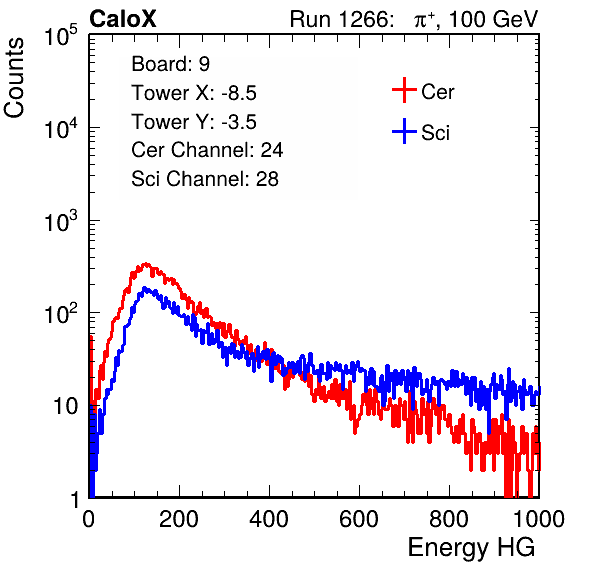 CaloX Run 1266: π⁺, 100 GeV
Counts
10⁵
10⁴
10³
10²
10
1
Board: 9
Tower X: -8.5
Tower Y: -3.5
Cer Channel: 24
Sci Channel: 28
Cer
Sci
0 200 400 600 800 1000
Energy HG